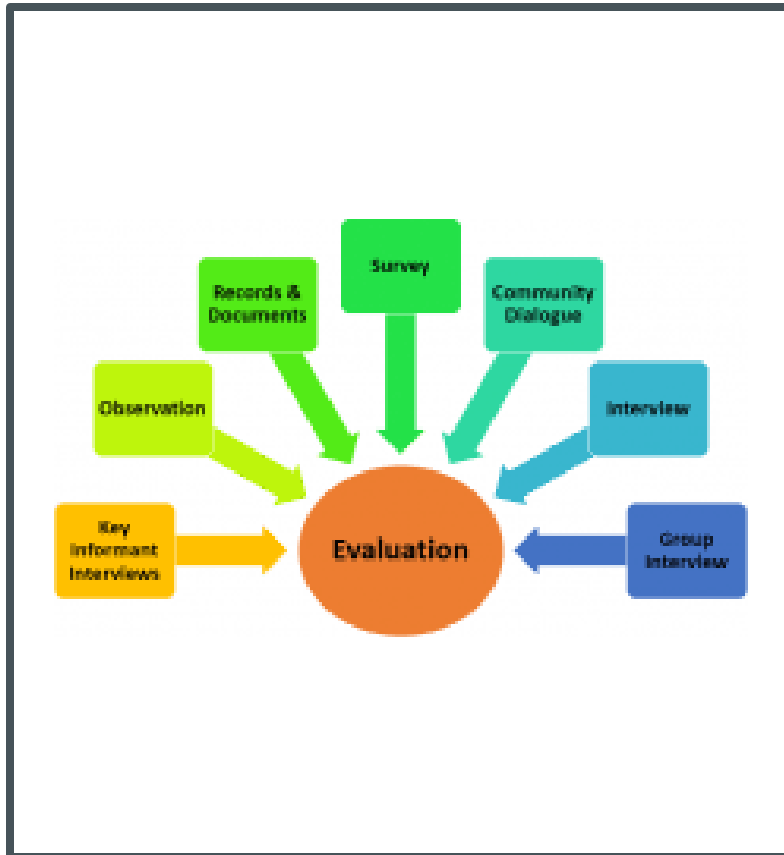 Survey
Records &
Documents
Community
Dialogue
Observation
Interview
Key
Informant
Interviews
Evaluation
Group
Interview